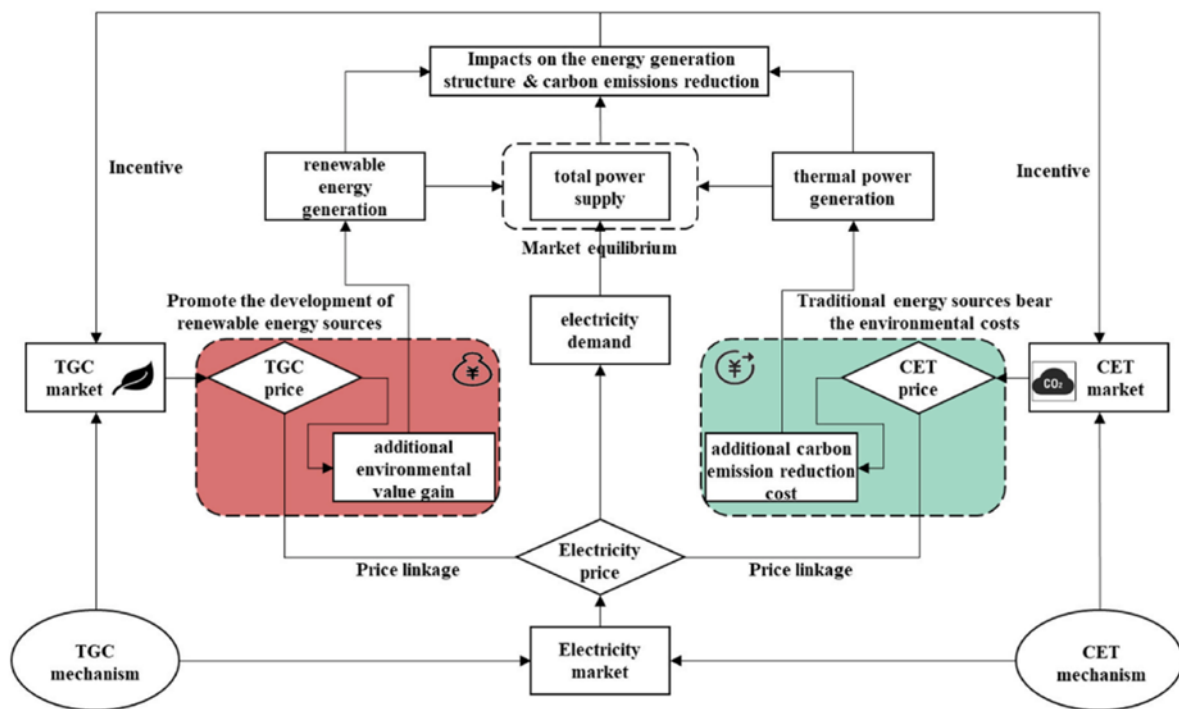 Impacts on the energy generation
structure & carbon emissions reduction
Incentive
renewable
energy
generation
total power
supply
thermal power
generation
Incentive
Market equilibrium
Promote the development of
renewable energy sources
electricity
demand
Traditional energy sources bear
the environmental costs
TGC
market
TGC
price
¥
¥
CET
price
CO₂
CET
market
additional
environmental
value gain
additional carbon
emission reduction
cost
Electricity
price
Price linkage
Price linkage
TGC
mechanism
Electricity
market
CET
mechanism